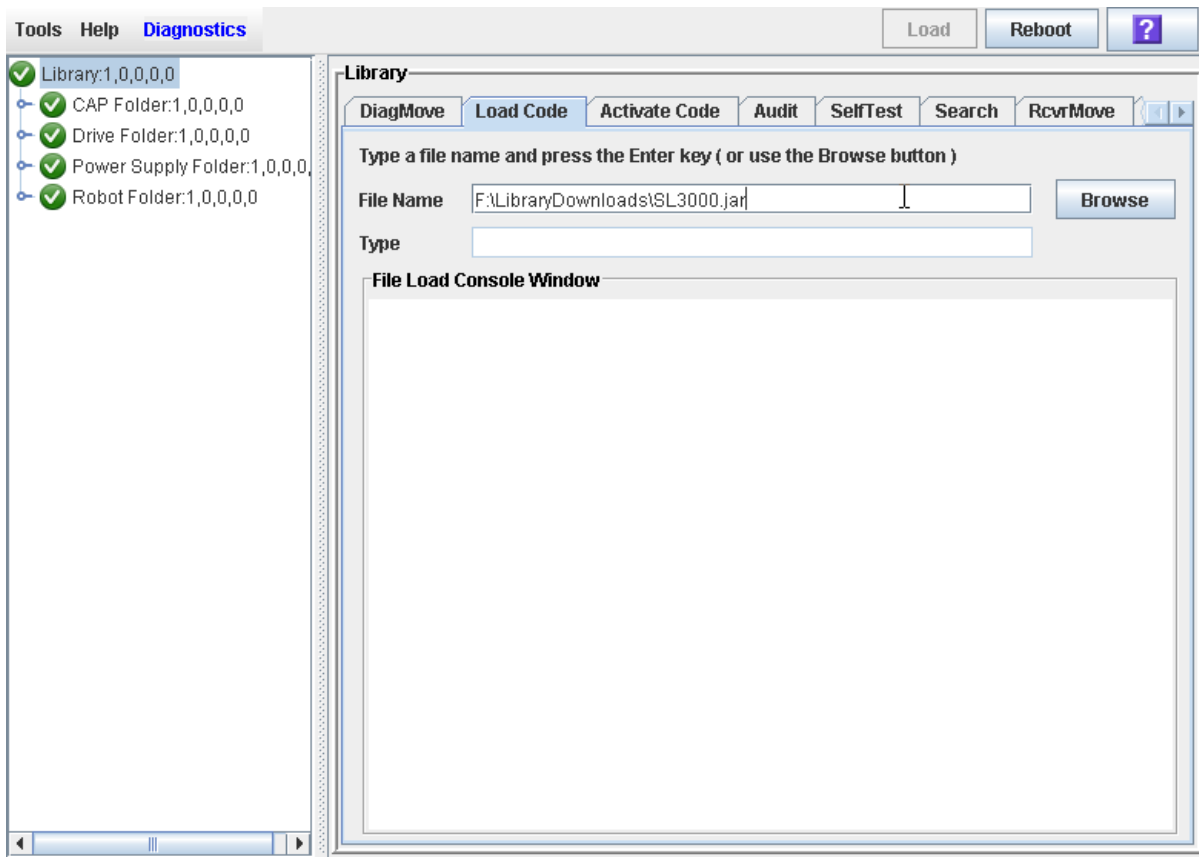 Tools Help Diagnostics Load Reboot ?
Library:1,0,0,0,0
CAP Folder:1,0,0,0,0
Drive Folder:1,0,0,0,0
Power Supply Folder:1,0,0,0,
Robot Folder:1,0,0,0,0
Library
DiagMove Load Code Activate Code Audit SelfTest Search RcvrMove
Type a file name and press the Enter key ( or use the Browse button )
File Name F:\LibraryDownloads\SL3000.jar Browse
Type
File Load Console Window